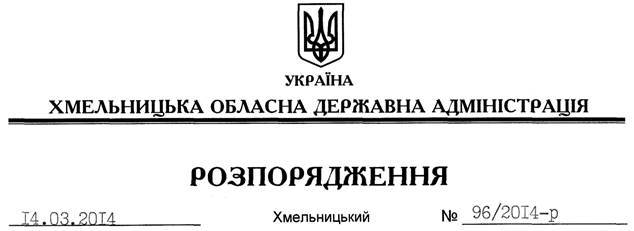 УКРАЇНА
ХМЕЛЬНИЦЬКА ОБЛАСНА ДЕРЖАВНА АДМІНІСТРАЦІЯ
РОЗПОРЯДЖЕННЯ
14.03.2014 Хмельницький № 96/2014-р